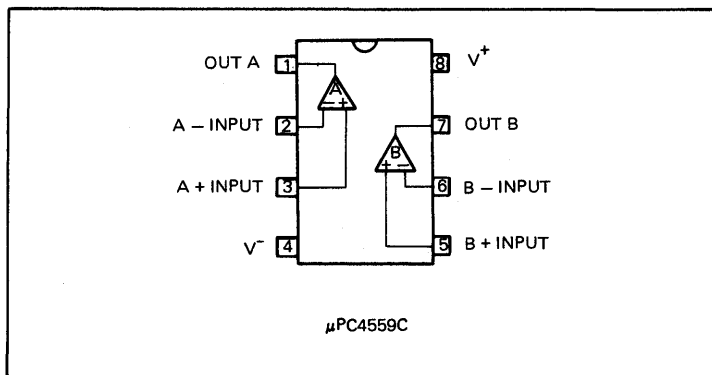 OUT A 1 8 V+
A
A − INPUT 2 − + 7 OUT B
B
A + INPUT 3 + − 6 B − INPUT
V− 4 5 B + INPUT
µPC4559C